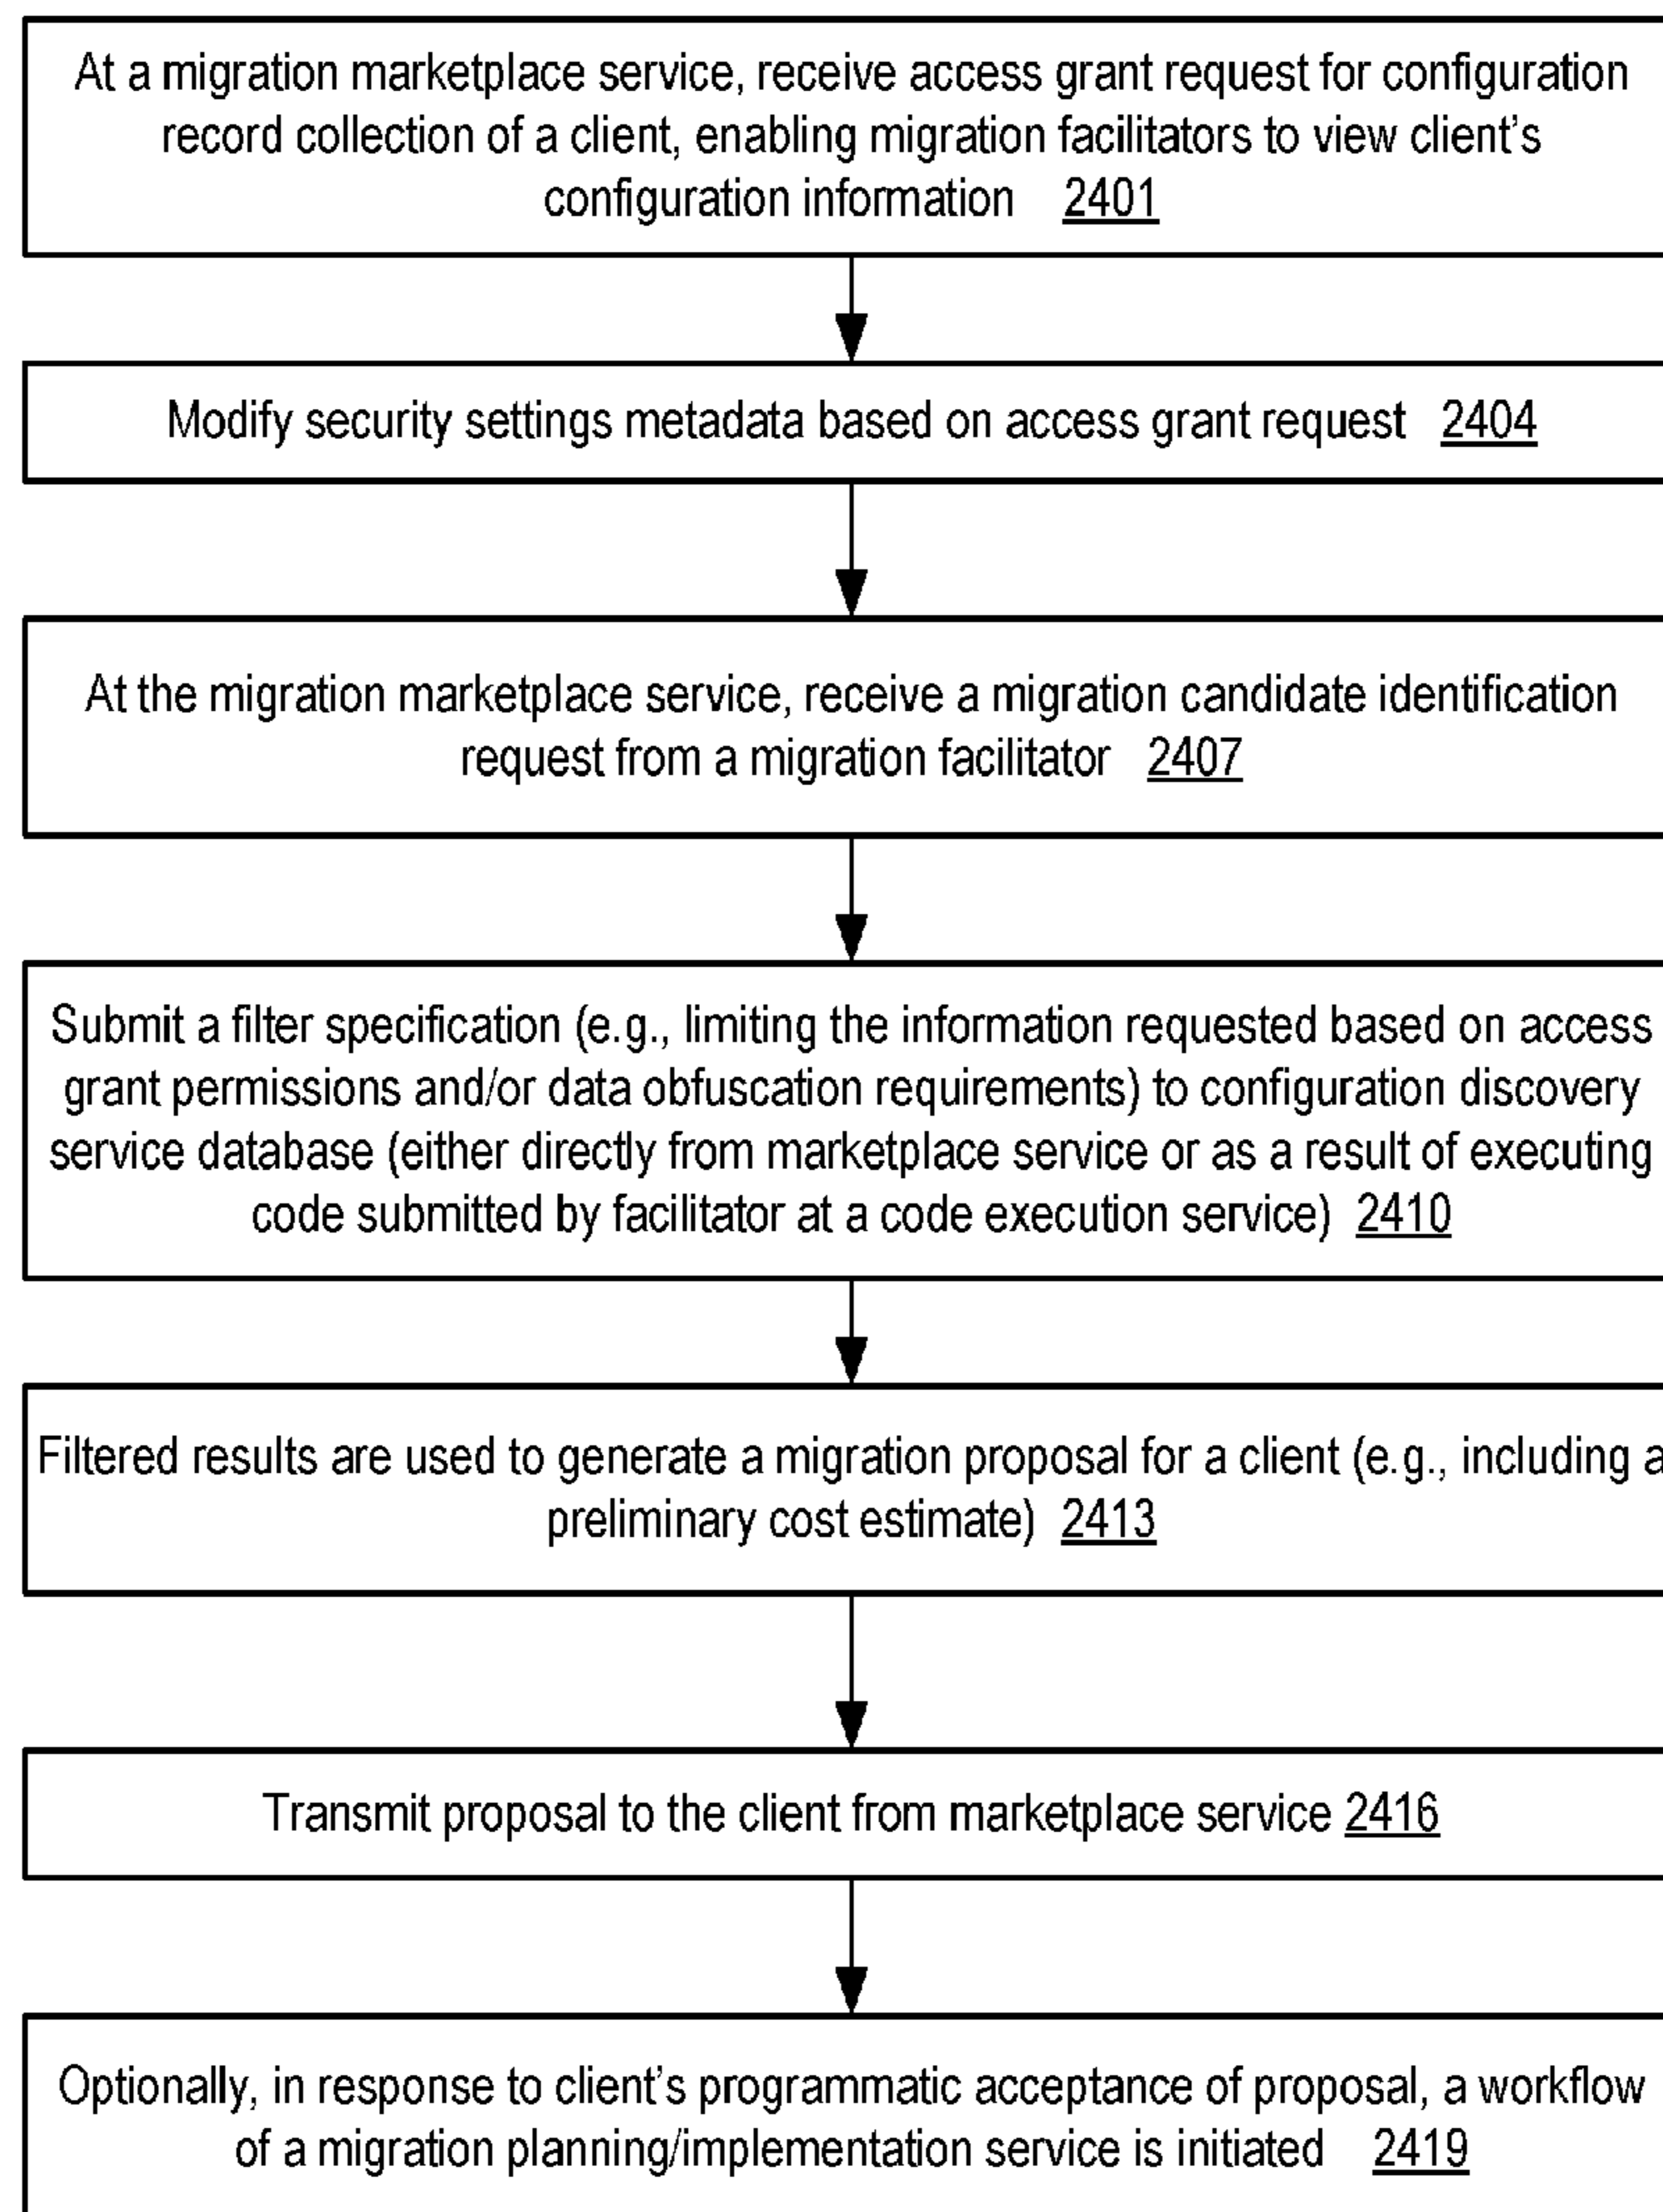 At a migration marketplace service, receive access grant request for configuration
record collection of a client, enabling migration facilitators to view client's
configuration information 2401
Modify security settings metadata based on access grant request 2404
At the migration marketplace service, receive a migration candidate identification
request from a migration facilitator 2407
Submit a filter specification (e.g., limiting the information requested based on access
grant permissions and/or data obfuscation requirements) to configuration discovery
service database (either directly from marketplace service or as a result of executing
code submitted by facilitator at a code execution service) 2410
Filtered results are used to generate a migration proposal for a client (e.g., including a
preliminary cost estimate) 2413
Transmit proposal to the client from marketplace service 2416
Optionally, in response to client's programmatic acceptance of proposal, a workflow
of a migration planning/implementation service is initiated 2419